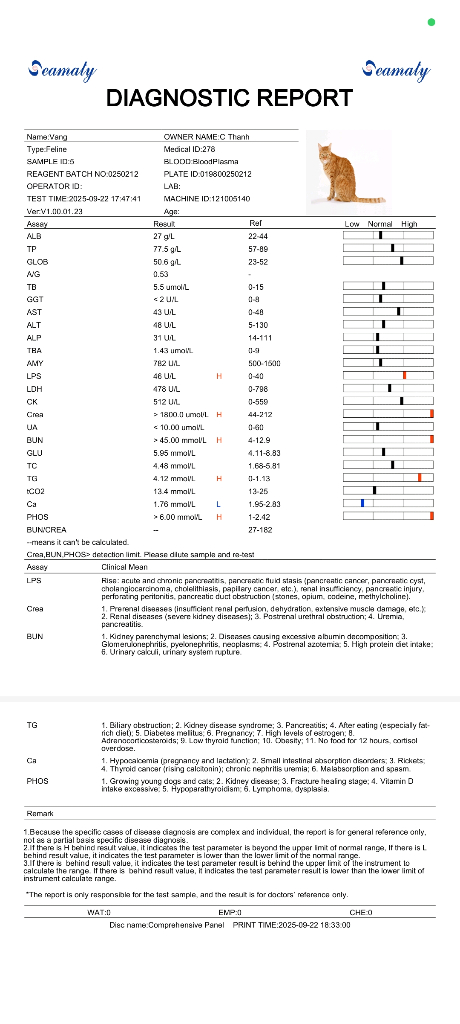 Seamaty Seamaty
DIAGNOSTIC REPORT
Name:Vang OWNER NAME:C Thanh
Type:Feline Medical ID:278
SAMPLE ID:5 BLOOD:BloodPlasma
REAGENT BATCH NO:0250212 PLATE ID:019800250212
OPERATOR ID: LAB:
TEST TIME:2025-09-22 17:47:41 MACHINE ID:121005140
Ver:V1.00.01.23 Age:
Assay Result Ref Low Normal High
ALB 27 g/L 22-44
TP 77.5 g/L 57-89
GLOB 50.6 g/L 23-52
A/G 0.53 -
TB 5.5 umol/L 0-15
GGT < 2 U/L 0-8
AST 43 U/L 0-48
ALT 48 U/L 5-130
ALP 31 U/L 14-111
TBA 1.43 umol/L 0-9
AMY 782 U/L 500-1500
LPS 46 U/L H 0-40
LDH 478 U/L 0-798
CK 512 U/L 0-559
Crea > 1800.0 umol/L H 44-212
UA < 10.00 umol/L 0-60
BUN > 45.00 mmol/L H 4-12.9
GLU 5.95 mmol/L 4.11-8.83
TC 4.48 mmol/L 1.68-5.81
TG 4.12 mmol/L H 0-1.13
tCO2 13.4 mmol/L 13-25
Ca 1.76 mmol/L L 1.95-2.83
PHOS > 6.00 mmol/L H 1-2.42
BUN/CREA -- 27-182
--means it can't be calculated.
Crea,BUN,PHOS> detection limit. Please dilute sample and re-test
Assay Clinical Mean
LPS Rise: acute and chronic pancreatitis, pancreatic fluid stasis (pancreatic cancer, pancreatic cyst,
cholangiocarcinoma, cholelithiasis, papillary cancer, etc.), renal insufficiency, pancreatic injury,
perforating peritonitis, pancreatic duct obstruction (stones, opium, codeine, methylcholine).
Crea 1. Prerenal diseases (insufficient renal perfusion, dehydration, extensive muscle damage, etc.);
2. Renal diseases (severe kidney diseases); 3. Postrenal urethral obstruction; 4. Uremia,
pancreatitis.
BUN 1. Kidney parenchymal lesions; 2. Diseases causing excessive albumin decomposition; 3.
Glomerulonephritis, pyelonephritis, neoplasms; 4. Postrenal azotemia; 5. High protein diet intake;
6. Urinary calculi, urinary system rupture.
TG 1. Biliary obstruction; 2. Kidney disease syndrome; 3. Pancreatitis; 4. After eating (especially fat-
rich diet); 5. Diabetes mellitus; 6. Pregnancy; 7. High levels of estrogen; 8.
Adrenocorticosteroids; 9. Low thyroid function; 10. Obesity; 11. No food for 12 hours, cortisol
overdose.
Ca 1. Hypocalcemia (pregnancy and lactation); 2. Small intestinal absorption disorders; 3. Rickets;
4. Thyroid cancer (rising calcitonin); chronic nephritis uremia; 6. Malabsorption and spasm.
PHOS 1. Growing young dogs and cats; 2. Kidney disease; 3. Fracture healing stage; 4. Vitamin D
intake excessive; 5. Hypoparathyroidism; 6. Lymphoma, dysplasia.
Remark
1.Because the specific cases of disease diagnosis are complex and individual, the report is for general reference only,
not as a partial basis specific disease diagnosis.
2.If there is H behind result value, it indicates the test parameter is beyond the upper limit of normal range, If there is L
behind result value, it indicates the test parameter is lower than the lower limit of the normal range.
3.If there is behind result value, it indicates the test parameter result is behind the upper limit of the instrument to
calculate the range. If there is behind result value, it indicates the test parameter result is lower than the lower limit of
instrument calculate range.
*The report is only responsible for the test sample, and the result is for doctors' reference only.
WAT:0 EMP:0 CHE:0
Disc name:Comprehensive Panel PRINT TIME:2025-09-22 18:33:00